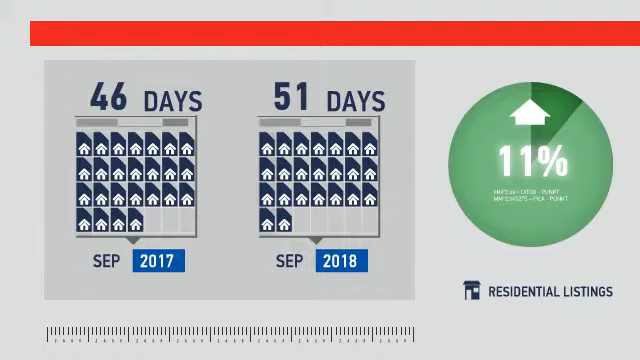 46 DAYS
51 DAYS
11%
SEP 2017
SEP 2018
RESIDENTIAL LISTINGS